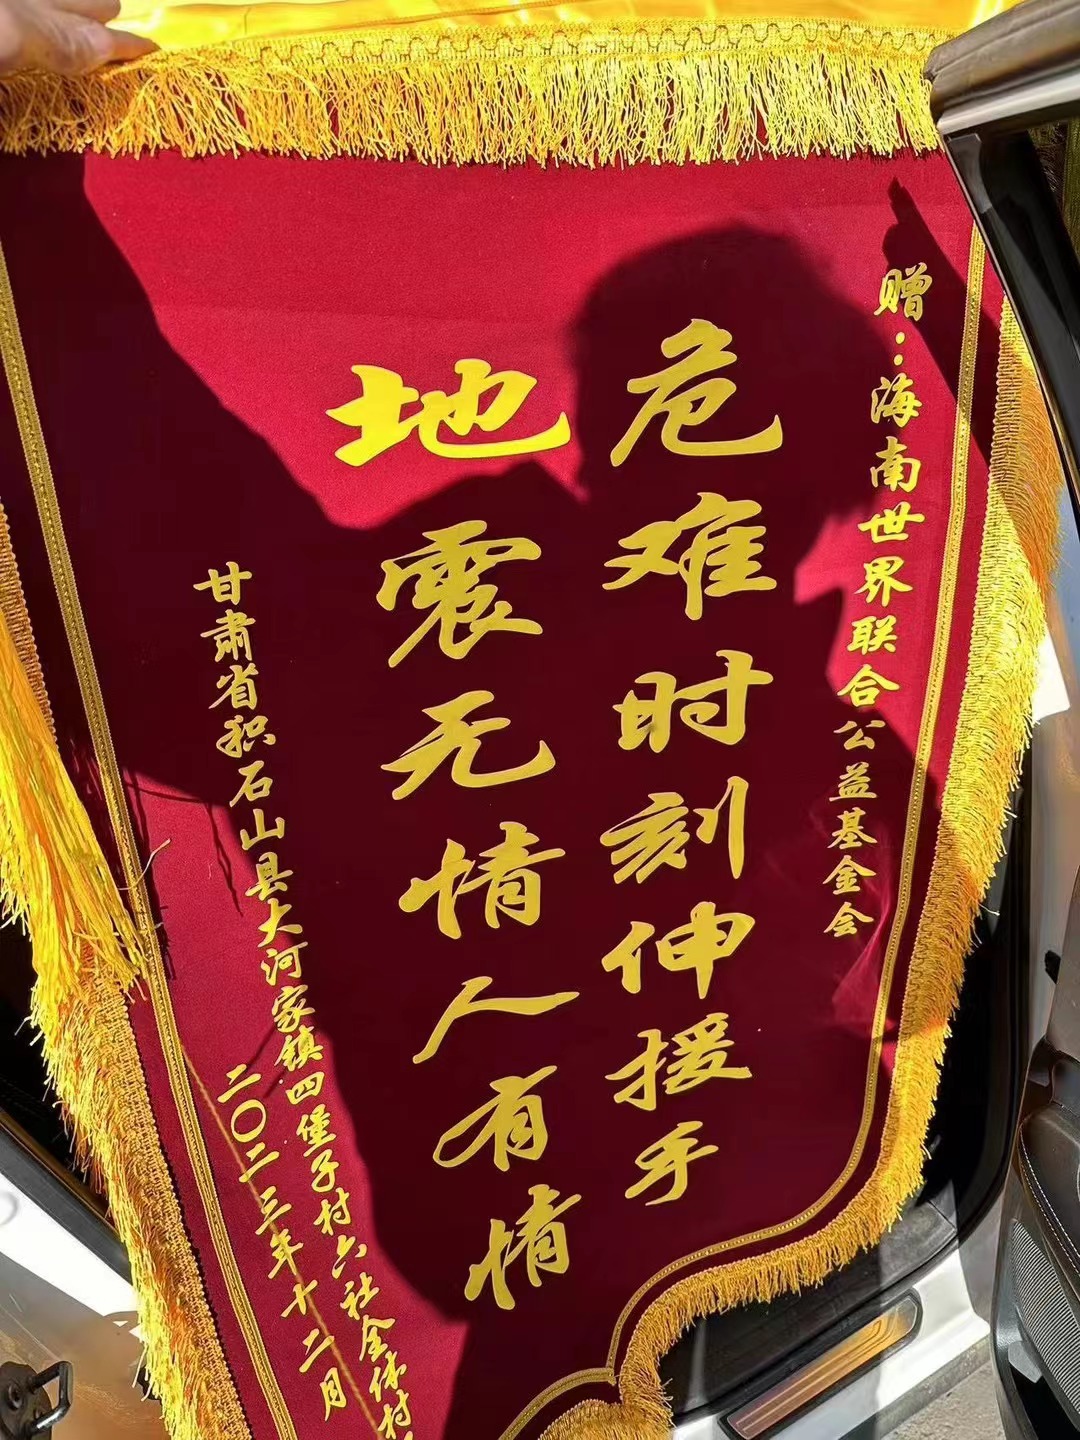 赠：海南世界联合公益基金会
危难时刻伸援手
地震无情人有情
甘肃省积石山县大河家镇四堡子村六社全体村
二〇二三年十二月